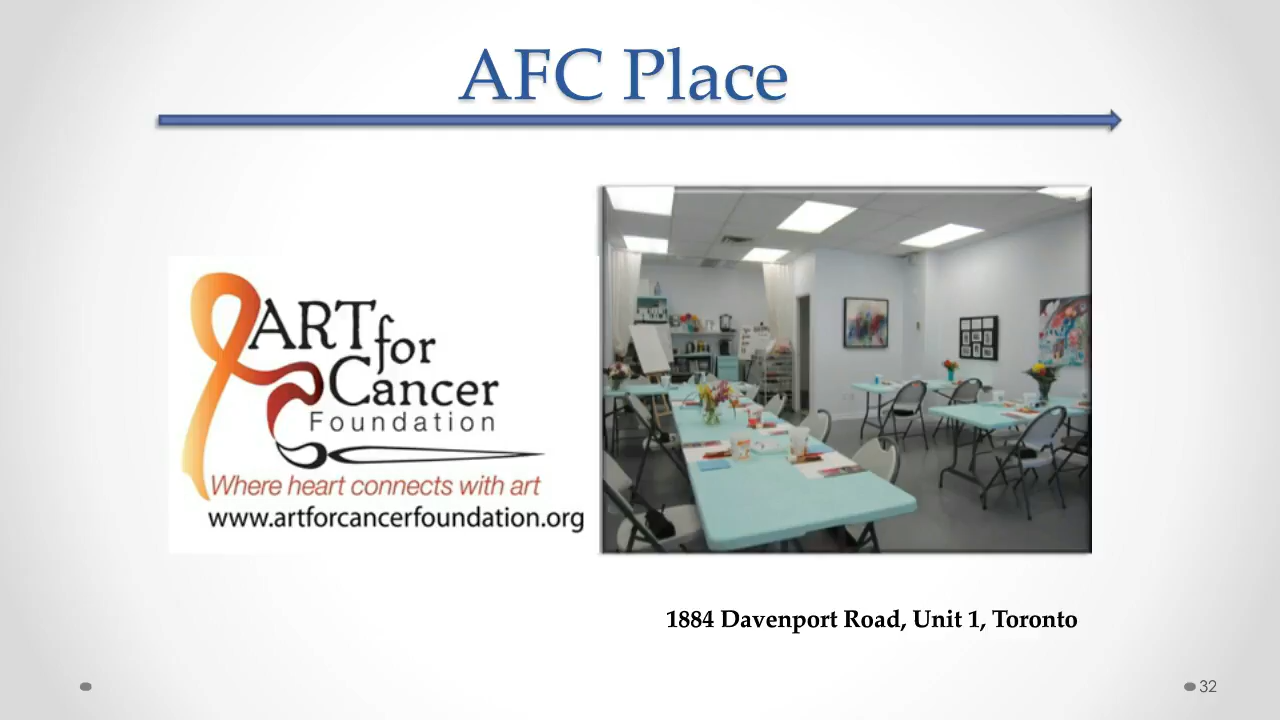 AFC Place
ART for
Cancer
Foundation
Where heart connects with art
www.artforcancerfoundation.org
1884 Davenport Road, Unit 1, Toronto
32